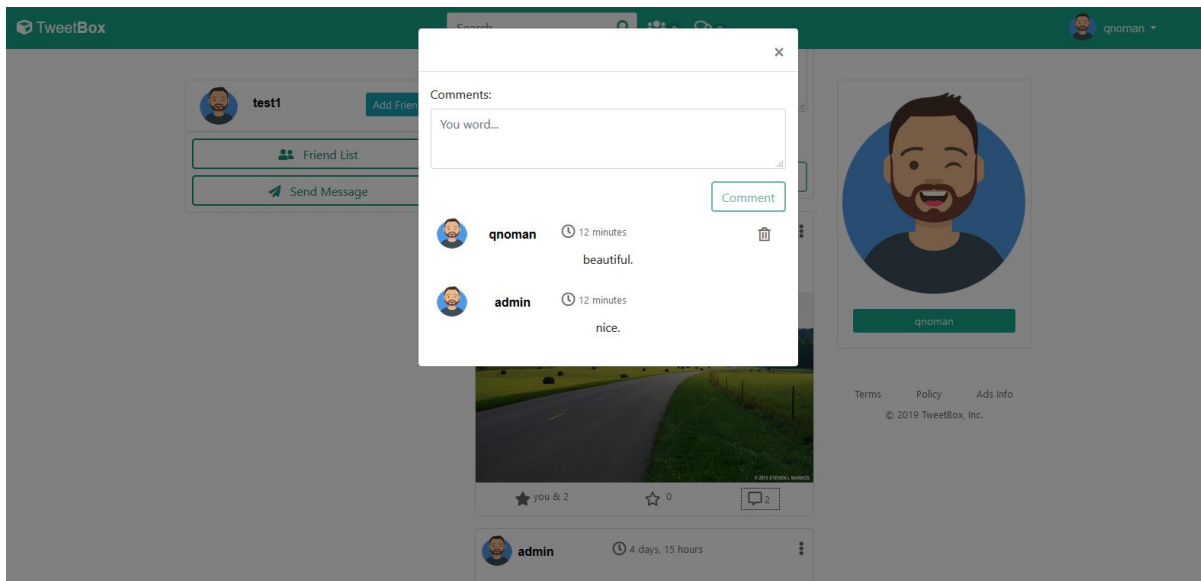 TweetBox
Search
qnoman
test1
Add Frien
Friend List
Send Message
Comments:
You word...
Comment
qnoman
12 minutes
beautiful.
admin
12 minutes
nice.
you & 2
0
2
admin
4 days, 15 hours
qnoman
Terms Policy Ads Info
© 2019 TweetBox, Inc.